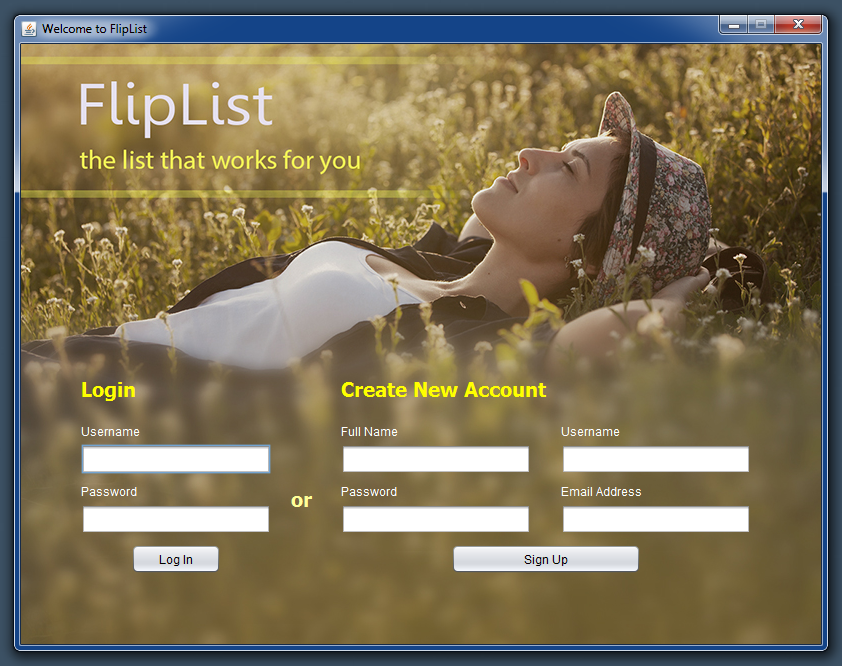 Welcome to FlipList
FlipList
the list that works for you
Login
Create New Account
Username
Full Name
Username
Password
or
Password
Email Address
Log In
Sign Up